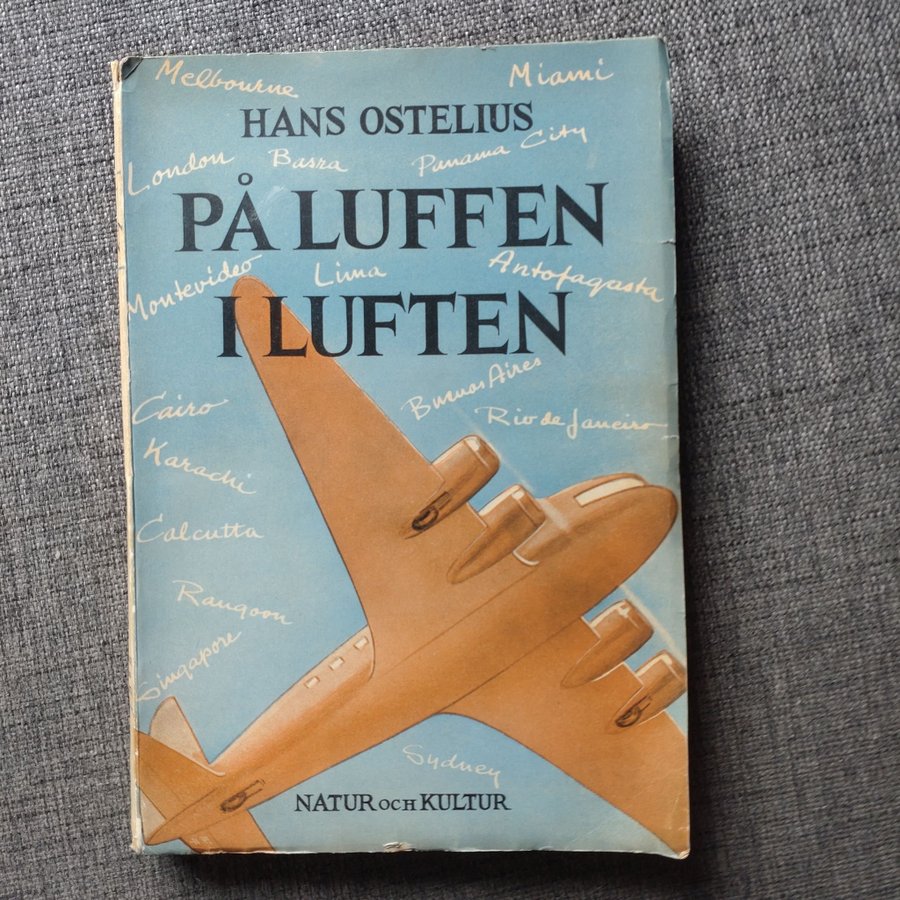 Melbourne
Miami
HANS OSTELIUS
London
Basra
Panama City
PÅ LUFFEN
Montevideo
Lima
Antofagasta
I LUFTEN
Buenos Aires
Cairo
Rio de Janeiro
Karachi
Calcutta
Rangoon
Singapore
Sydney
NATUR OCH KULTUR